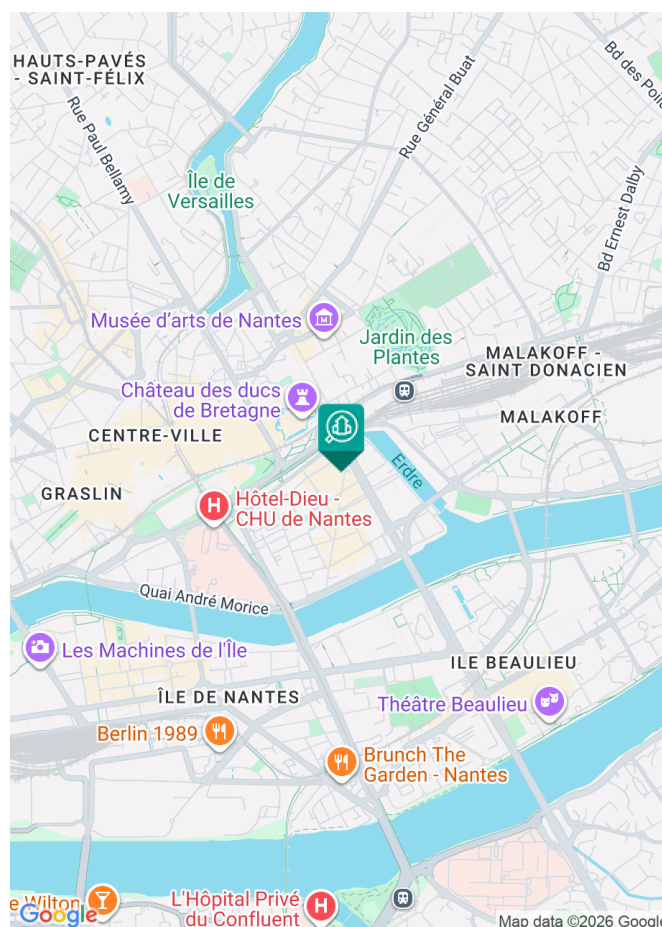 HAUTS-PAVÉS
- SAINT-FÉLIX
Rue Paul Bellamy
Rue Général Buat
Bd des Poilu
Île de
Versailles
Bd Ernest Dalby
Musée d'arts de Nantes
Jardin des
Plantes
MALAKOFF -
SAINT DONACIEN
Château des ducs
de Bretagne
MALAKOFF
CENTRE-VILLE
Erdre
GRASLIN
H
Hôtel-Dieu -
CHU de Nantes
Quai André Morice
Les Machines de l'Île
ILE BEAULIEU
ÎLE DE NANTES
Théâtre Beaulieu
Berlin 1989
Brunch The
Garden - Nantes
e Wilton
L'Hôpital Privé
du Confluent
H
Google
Map data ©2026 Google